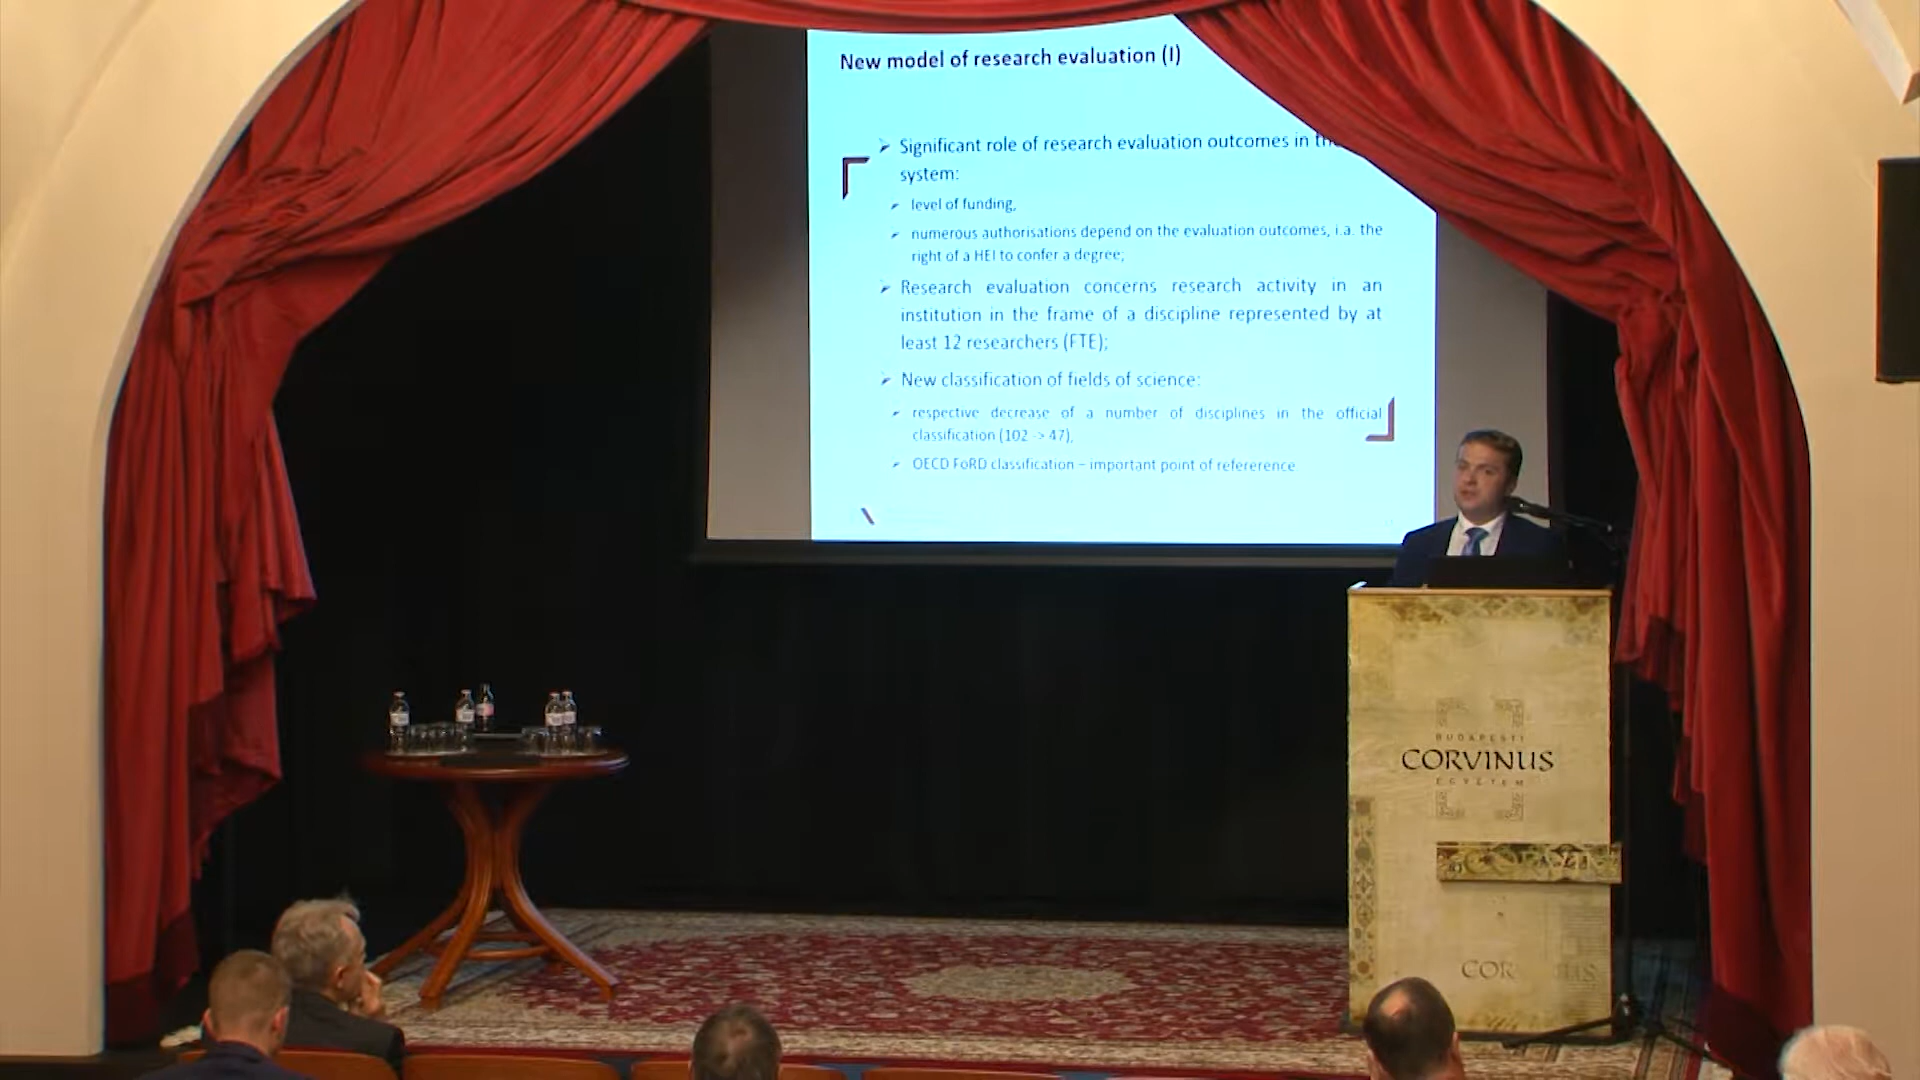 New model of research evaluation (I)
Significant role of research evaluation outcomes in the
system:
level of funding,
numerous authorisations depend on the evaluation outcomes, i.a. the
right of a HEI to confer a degree;
Research evaluation concerns research activity in an
institution in the frame of a discipline represented by at
least 12 researchers (FTE);
New classification of fields of science:
respective decrease of a number of disciplines in the official
classification (102 -> 47),
OECD FoRD classification – important point of refererence
BUDAPESTI
CORVINUS
EGYETEM